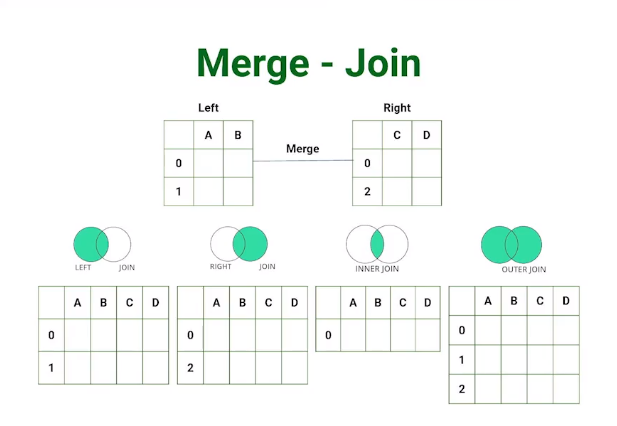 Merge - Join
Left
Right
A B
C D
Merge
0
0
1
2
LEFT JOIN
RIGHT JOIN
INNER JOIN
OUTER JOIN
A B C D
0
1
A B C D
0
2
A B C D
0
A B C D
0
1
2